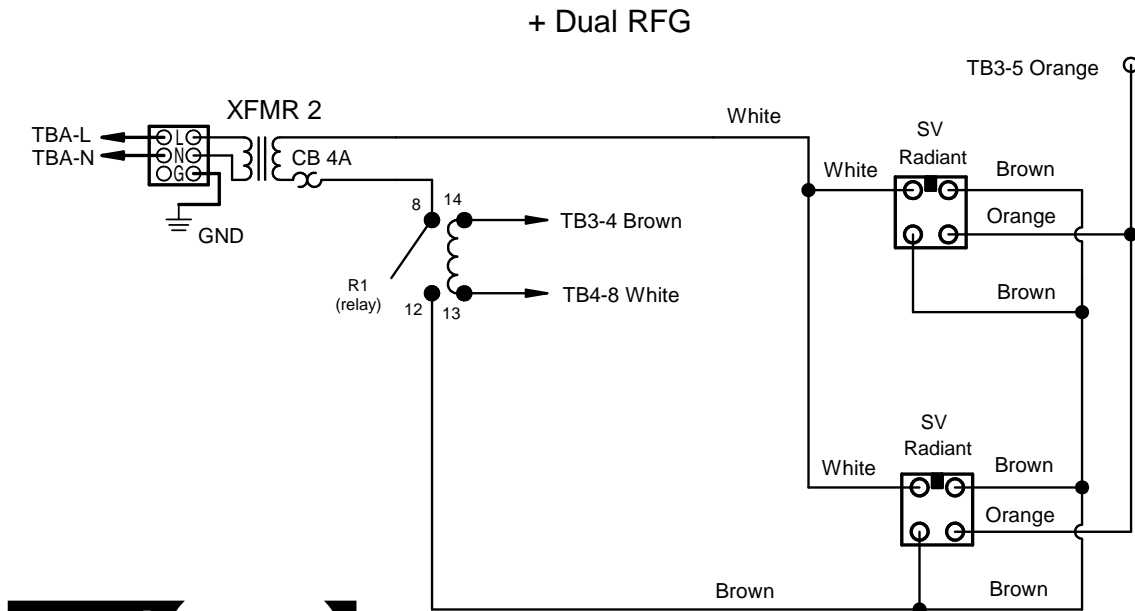 + Dual RFG
TB3-5 Orange
XFMR 2
White
TBA-L
TBA-N
L
N
G
GND
CB 4A
SV
Radiant
White
Brown
Orange
Brown
8
14
TB3-4 Brown
R1
(relay)
12
13
TB4-8 White
SV
Radiant
White
Brown
Orange
Brown
Brown